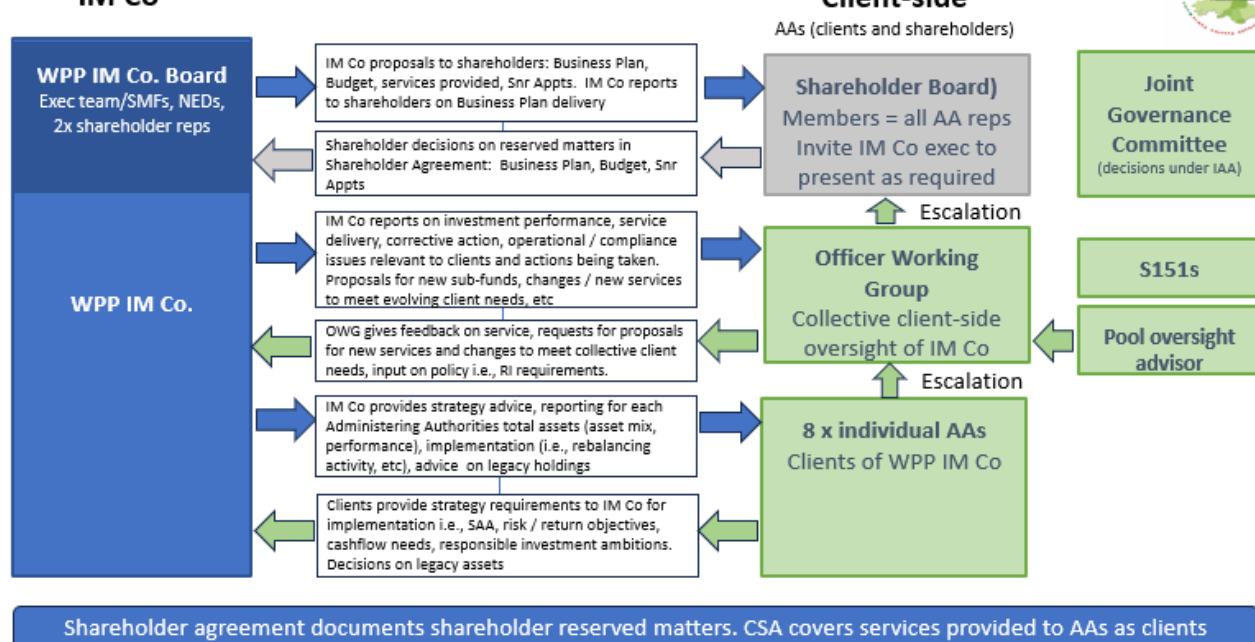 IM Co
Client-side
AAs (clients and shareholders)
WPP IM Co. Board
Exec team/SMFs, NEDs,
2x shareholder reps
WPP IM Co.
IM Co proposals to shareholders: Business Plan,
Budget, services provided, Snr Appts. IM Co reports
to shareholders on Business Plan delivery
Shareholder decisions on reserved matters in
Shareholder Agreement: Business Plan, Budget, Snr
Appts
IM Co reports on investment performance, service
delivery, corrective action, operational / compliance
issues relevant to clients and actions being taken.
Proposals for new sub-funds, changes / new services
to meet evolving client needs, etc
OWG gives feedback on service, requests for proposals
for new services and changes to meet collective client
needs, input on policy i.e., RI requirements.
IM Co provides strategy advice, reporting for each
Administering Authorities total assets (asset mix,
performance), implementation (i.e., rebalancing
activity, etc), advice on legacy holdings
Clients provide strategy requirements to IM Co for
implementation i.e., SAA, risk / return objectives,
cashflow needs, responsible investment ambitions.
Decisions on legacy assets
Shareholder Board)
Members = all AA reps
Invite IM Co exec to
present as required
Escalation
Officer Working
Group
Collective client-side
oversight of IM Co
Escalation
8 x individual AAs
Clients of WPP IM Co
Joint
Governance
Committee
(decisions under IAA)
S151s
Pool oversight
advisor
Shareholder agreement documents shareholder reserved matters. CSA covers services provided to AAs as clients